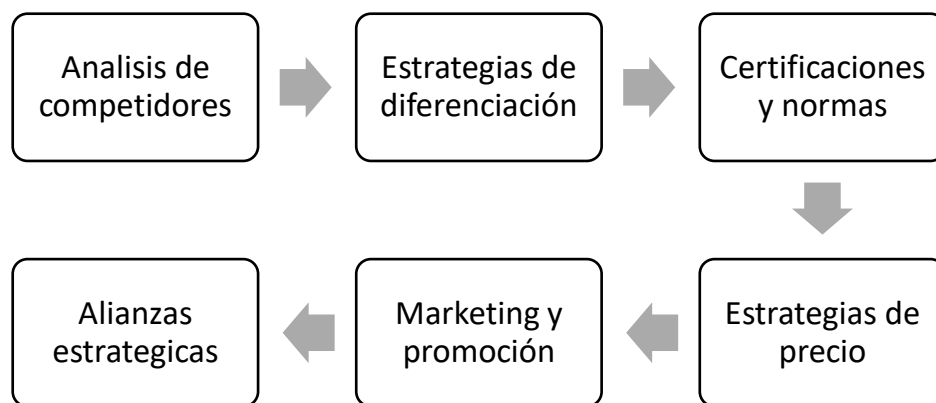 Analisis de
competidores
Estrategias de
diferenciación
Certificaciones
y normas
Estrategias de
precio
Marketing y
promoción
Alianzas
estrategicas